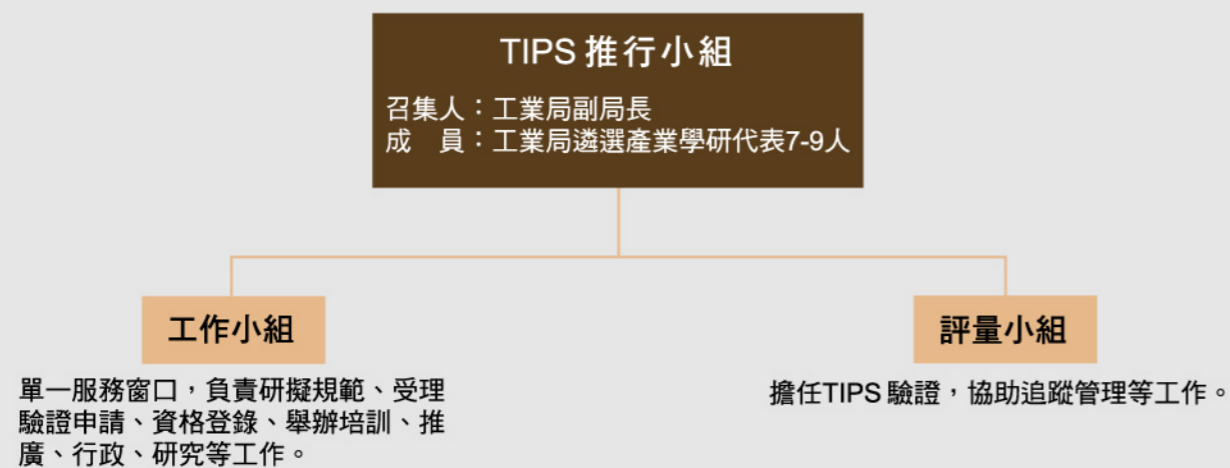 TIPS 推行小組
召集人：工業局副局長
成　員：工業局遴選產業學研代表7-9人
工作小組
單一服務窗口，負責研擬規範、受理
驗證申請、資格登錄、舉辦培訓、推
廣、行政、研究等工作。
評量小組
擔任TIPS 驗證，協助追蹤管理等工作。